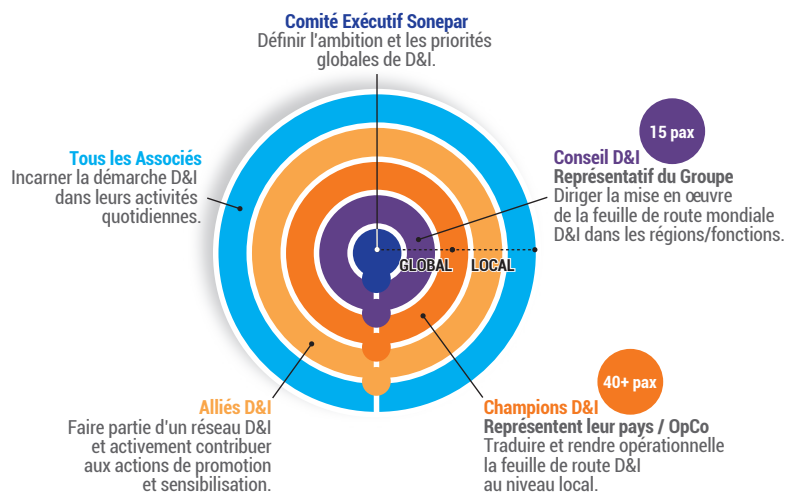 Comité Exécutif Sonepar
Définir l'ambition et les priorités
globales de D&I.
15 pax
Tous les Associés
Incarner la démarche D&I
dans leurs activités
quotidiennes.
Conseil D&I
Représentatif du Groupe
Diriger la mise en œuvre
de la feuille de route mondiale
D&I dans les régions/fonctions.
GLOBAL
LOCAL
40+ pax
Alliés D&I
Faire partie d'un réseau D&I
et activement contribuer
aux actions de promotion
et sensibilisation.
Champions D&I
Représentent leur pays / OpCo
Traduire et rendre opérationnelle
la feuille de route D&I
au niveau local.